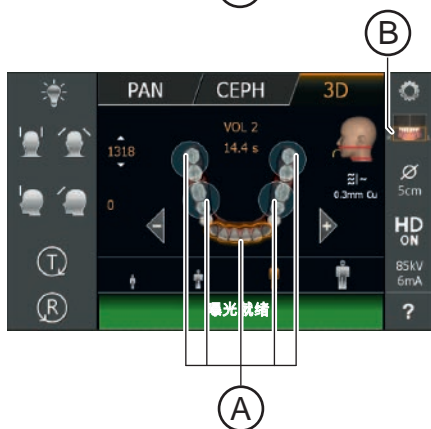 B
PAN CEPH 3D
VOL 2
14.4 s
1318
0
0.3mm Cu
5cm
HD
ON
85kV
6mA
T
R
曝光就绪
?
A